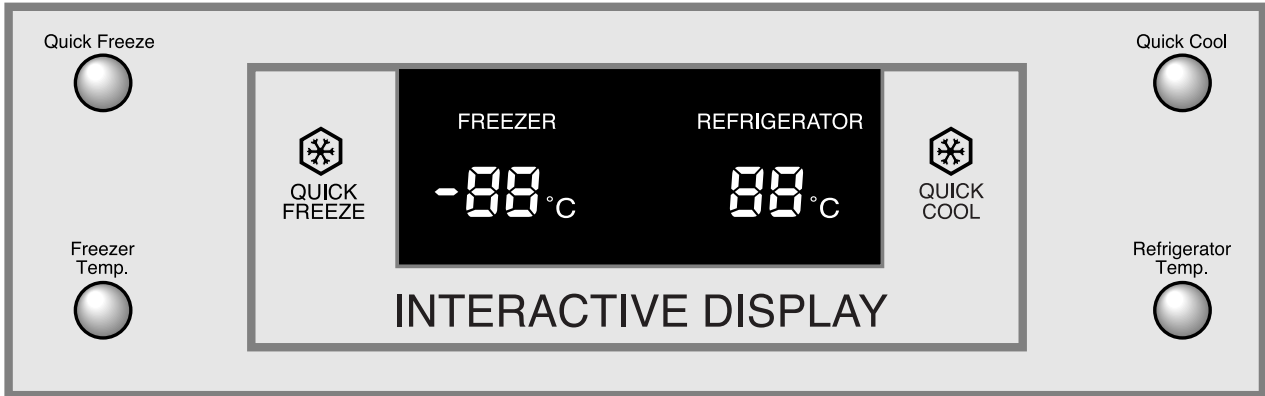 Quick Freeze
Quick Cool
FREEZER
REFRIGERATOR
-88°C
88°C
QUICK
FREEZE
QUICK
COOL
Freezer
Temp.
Refrigerator
Temp.
INTERACTIVE DISPLAY